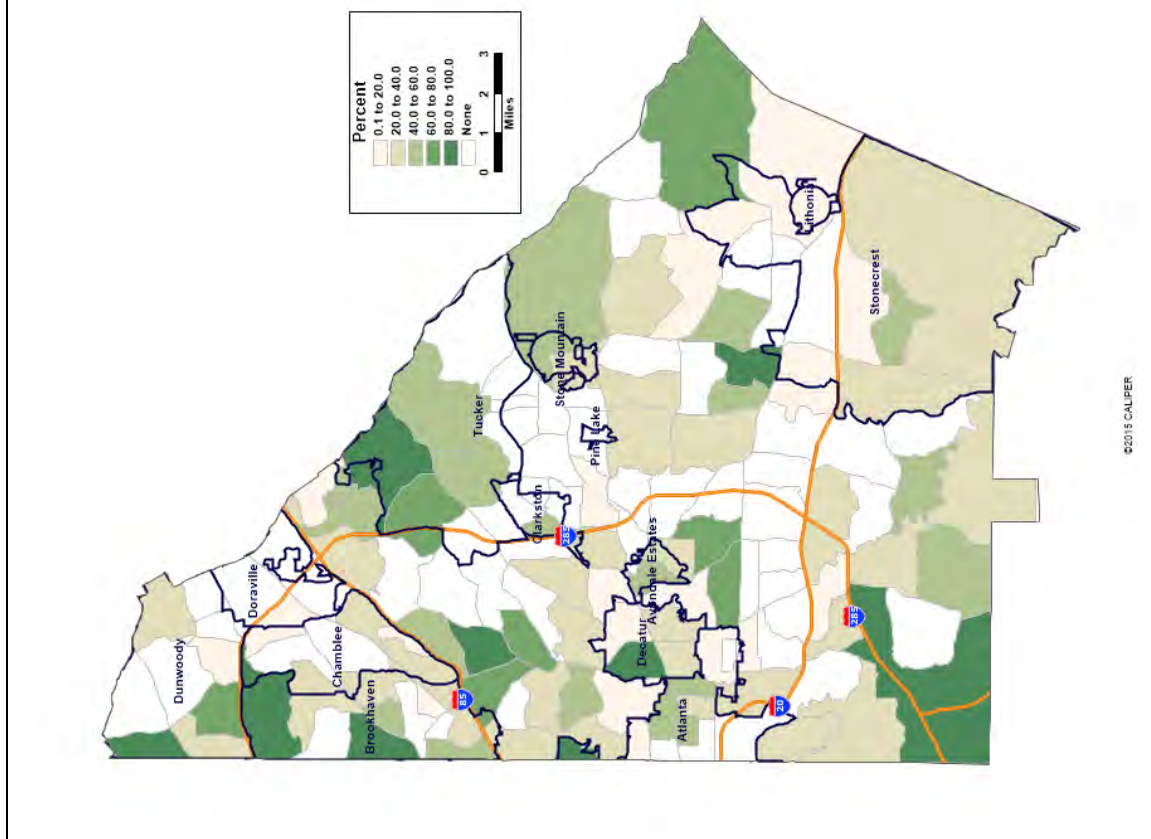 Percent
0.1 to 20.0
20.0 to 40.0
40.0 to 60.0
60.0 to 80.0
80.0 to 100.0
None
0 1 2 3
Miles
Dunwoody
Doraville
Chamblee
Brookhaven
85
Tucker
Clarkston
285
Stone Mountain
Pine Lake
Avondale Estates
Decatur
Atlanta
20
285
Lithonia
Stonecrest
©2015 CALIPER